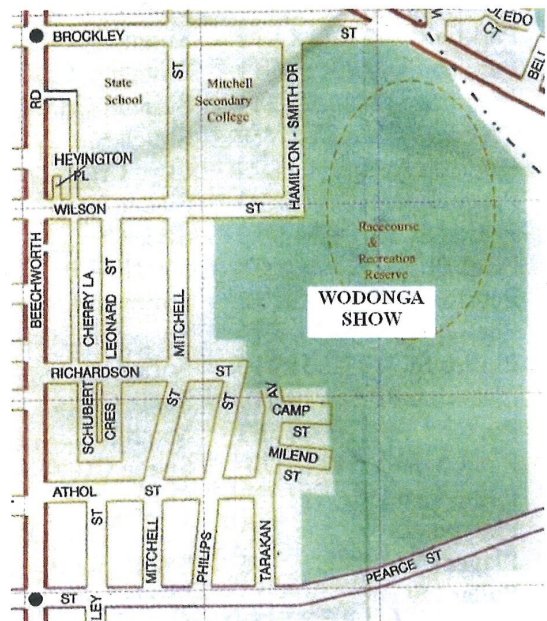 OLEDO
CT
BELL
BROCKLEY ST
RD
State
School
ST
Mitchell
Secondary
College
HAMILTON - SMITH DR
HEYINGTON
PL
WILSON ST
Racecourse
&
Recreation
Reserve
WODONGA
SHOW
BEECHWORTH
CHERRY LA
LEONARD ST
MITCHELL
RICHARDSON ST
SCHUBERT
CRES
ST
ST
AV
CAMP
ST
MILEND
ST
ATHOL ST
ST
MITCHELL
PHILIPS
TARAKAN
PEARCE ST
ST
LEY